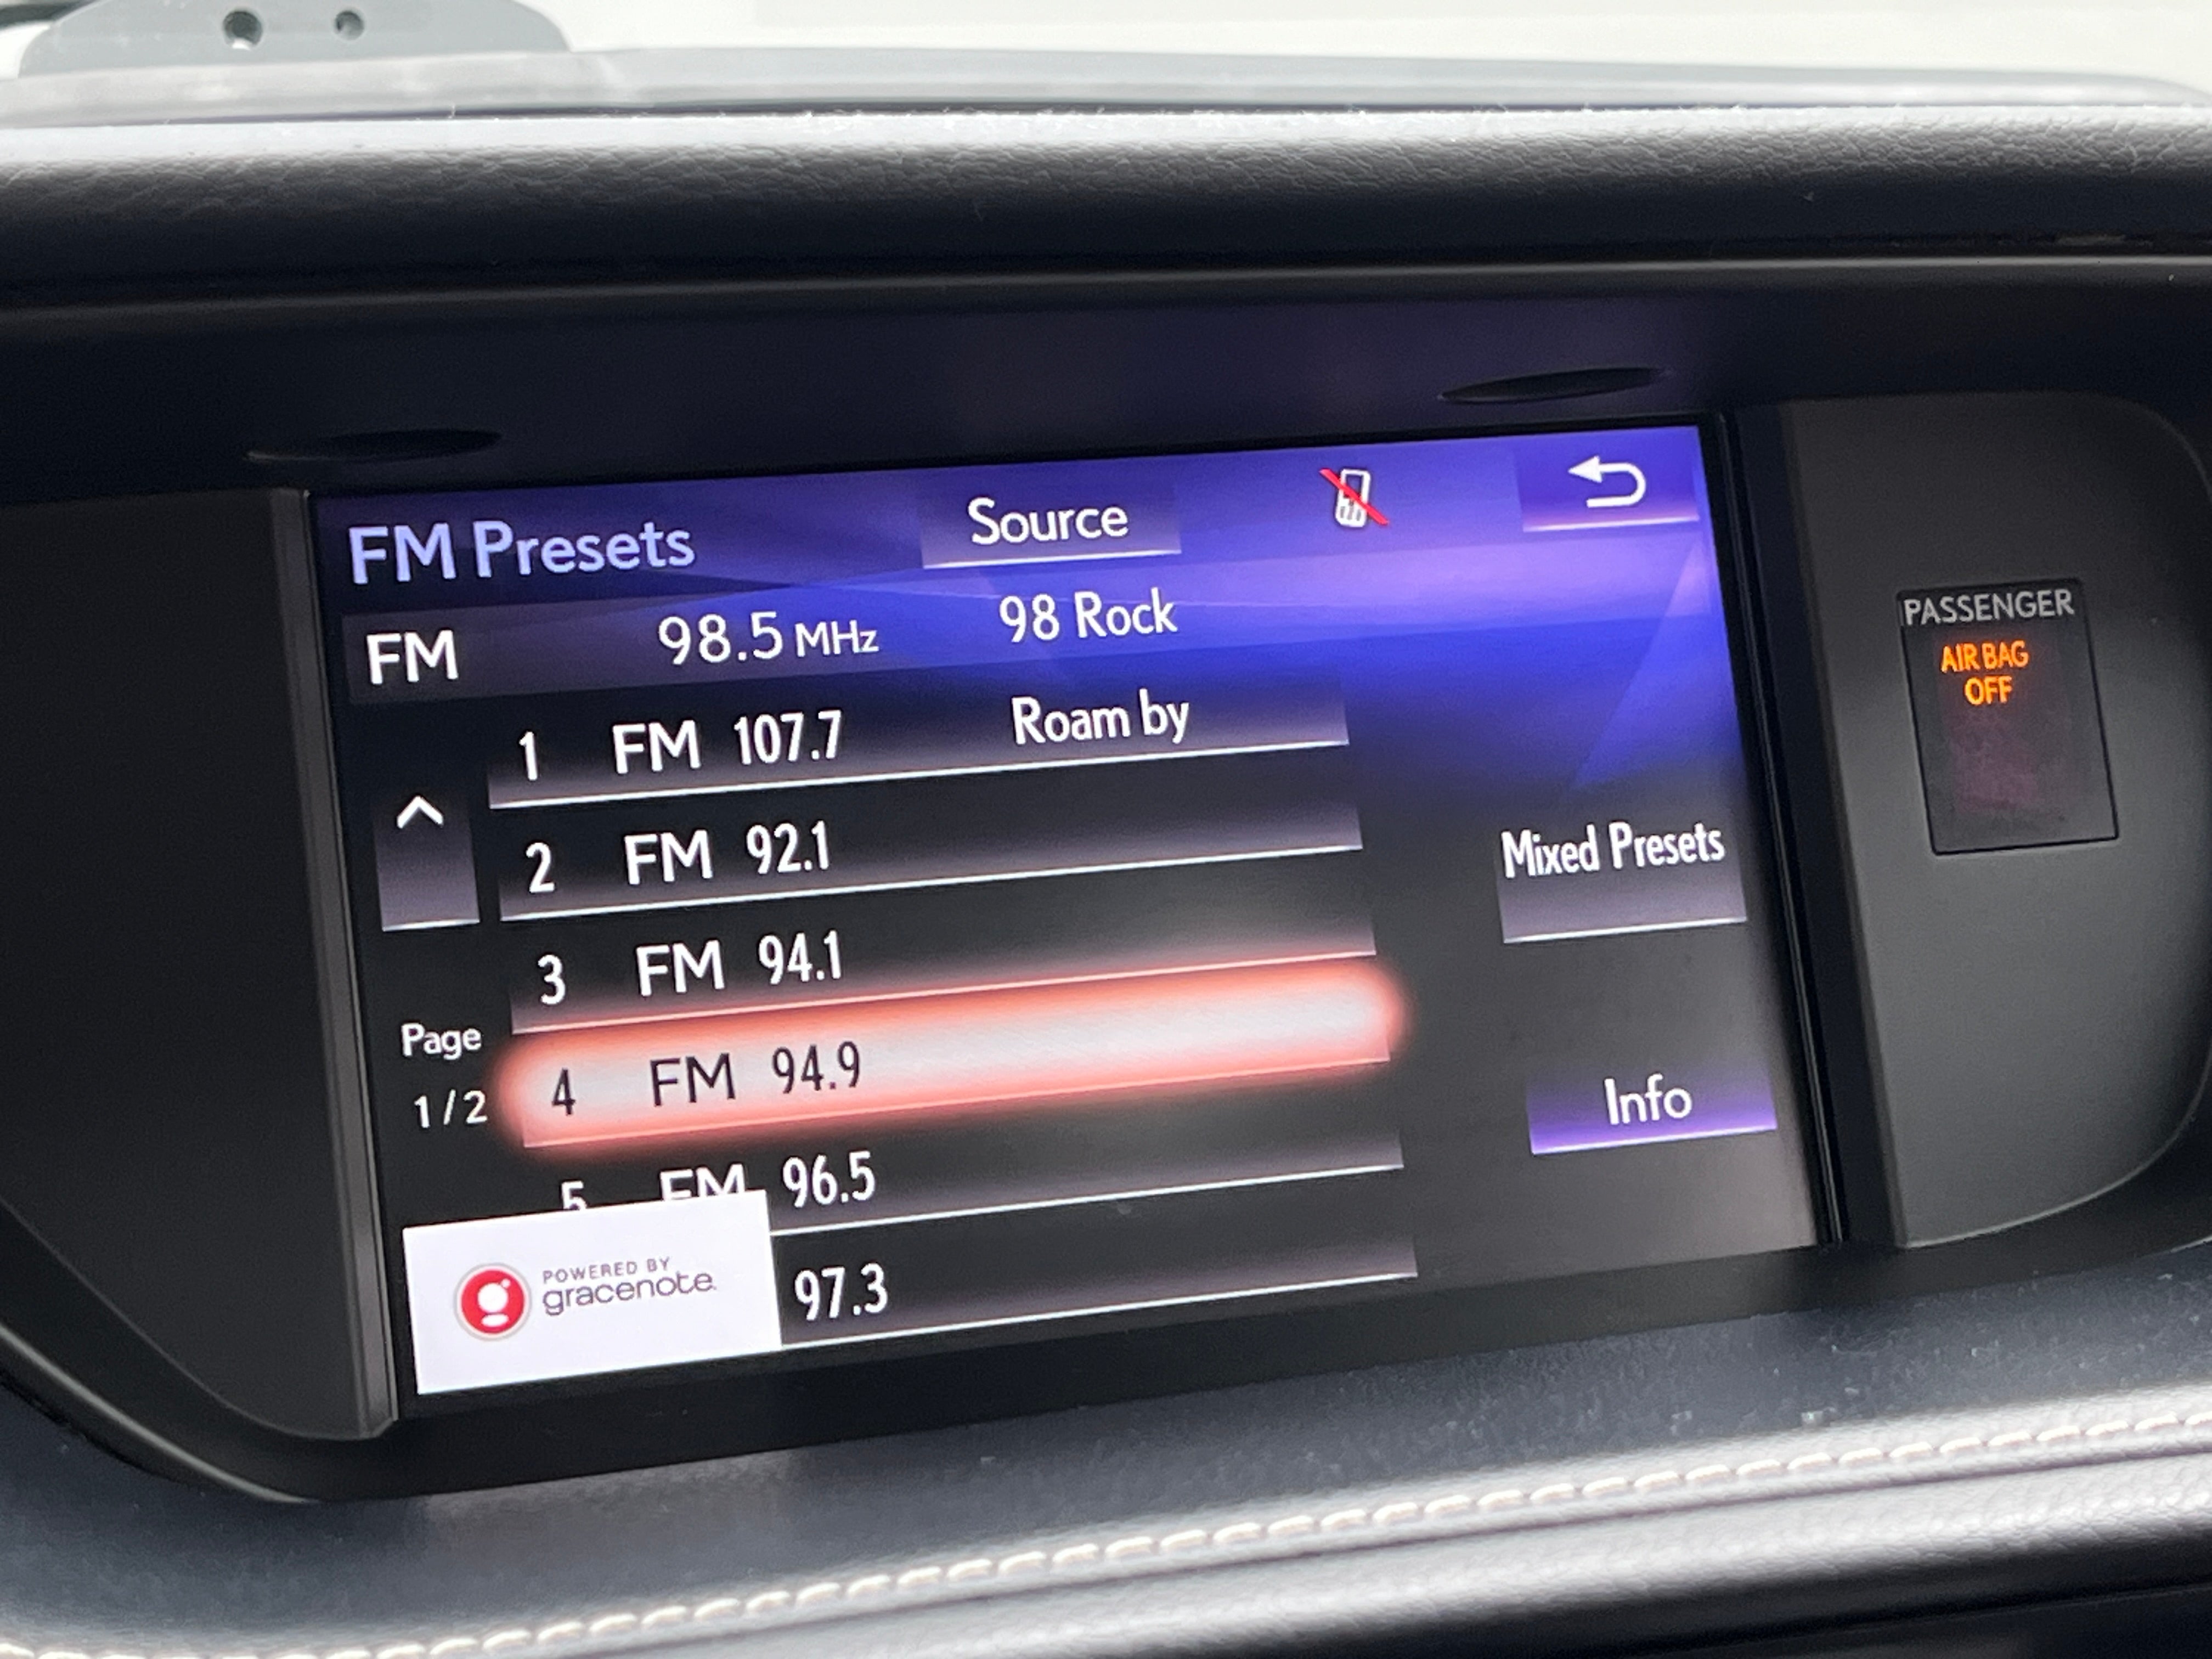 FM Presets Source
FM 98.5 MHz 98 Rock
1 FM 107.7 Roam by
2 FM 92.1
3 FM 94.1
Page
1/2
4 FM 94.9
5 FM 96.5
97.3
POWERED BY
gracenote.
Mixed Presets
Info
PASSENGER
AIR BAG
OFF